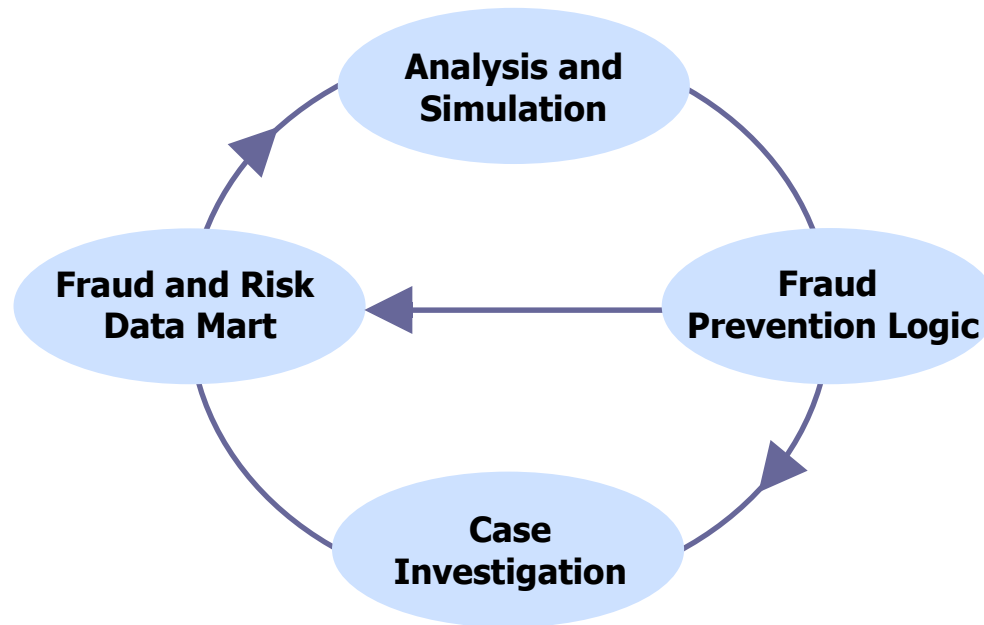 Analysis and
Simulation
Fraud and Risk
Data Mart
Fraud
Prevention Logic
Case
Investigation